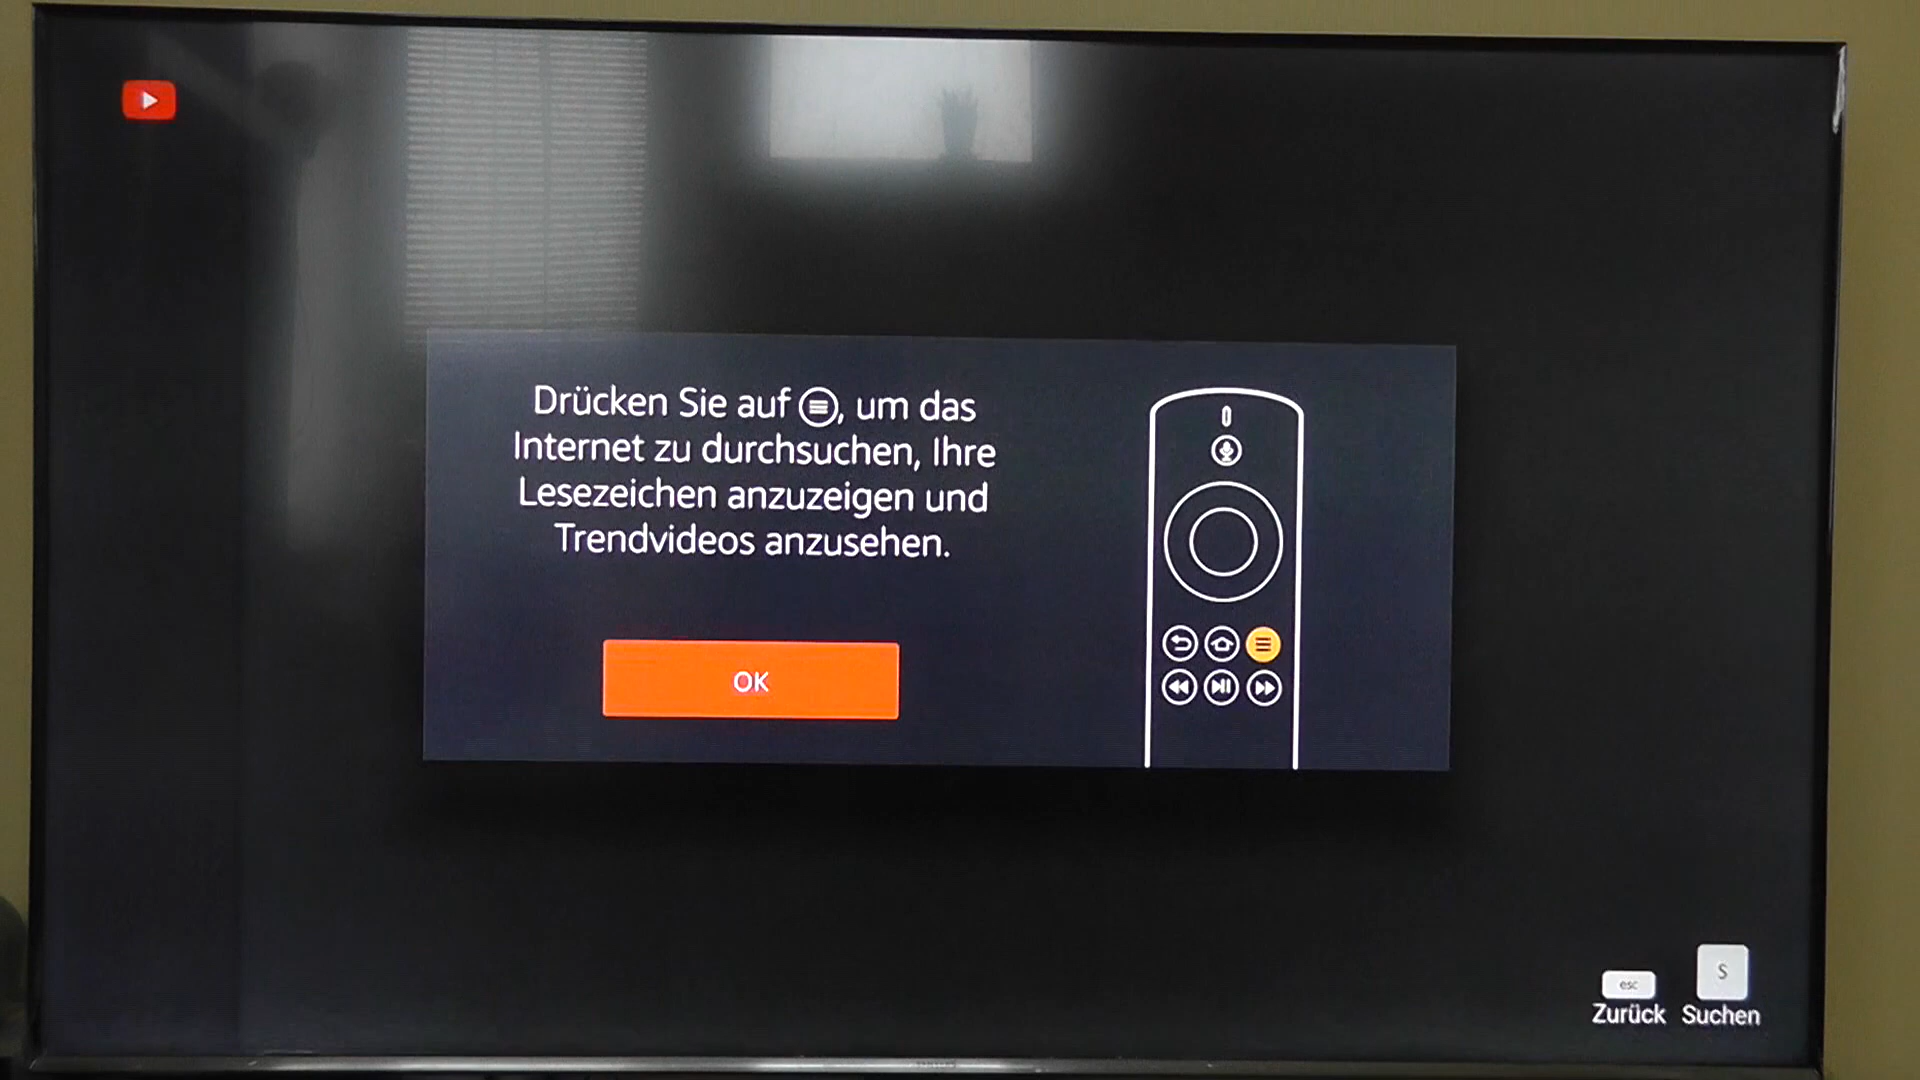 Drücken Sie auf , um das
Internet zu durchsuchen, Ihre
Lesezeichen anzuzeigen und
Trendvideos anzusehen.
OK
esc
S
Zurück
Suchen